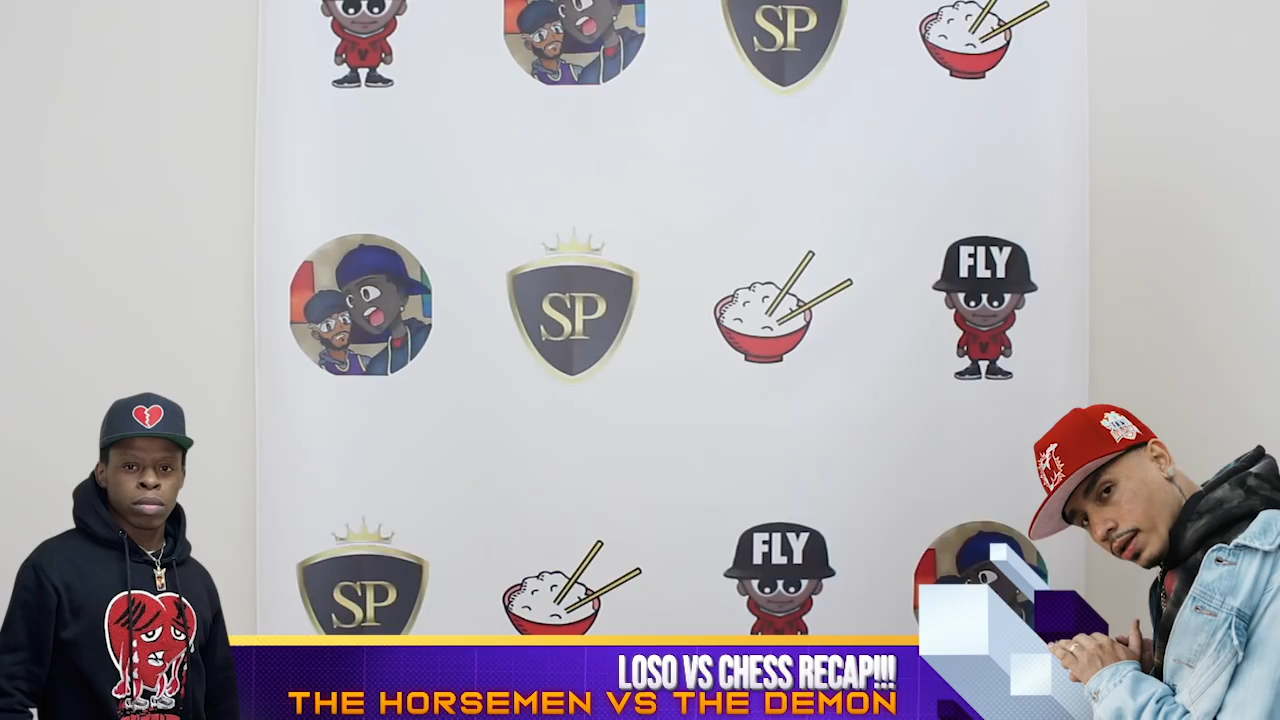 SP
SP
FLY
SP
FLY
LOSO VS CHESS RECAP!!!
THE HORSEMEN VS THE DEMON